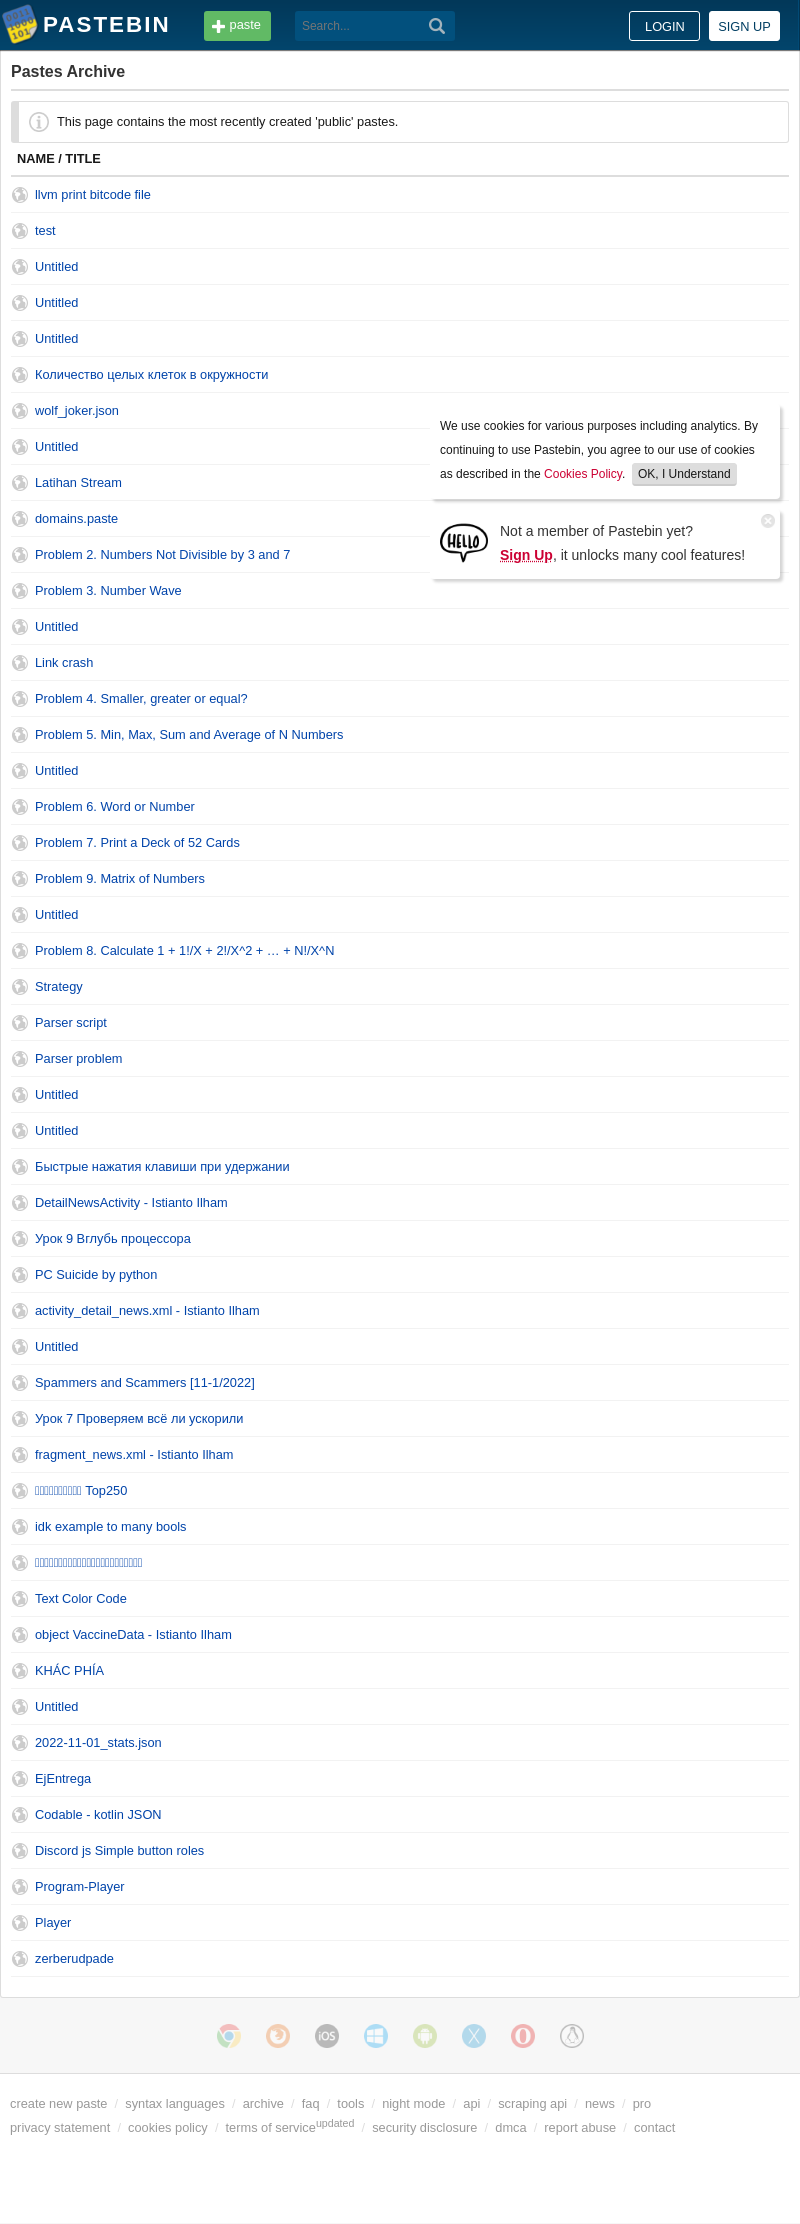 PASTEBIN
paste
Search...
LOGIN
SIGN UP
Pastes Archive
This page contains the most recently created 'public' pastes.
NAME / TITLE
llvm print bitcode file
test
Untitled
Untitled
Untitled
Количество целых клеток в окружности
wolf_joker.json
Untitled
Latihan Stream
domains.paste
Problem 2. Numbers Not Divisible by 3 and 7
Problem 3. Number Wave
We use cookies for various purposes including analytics. By
continuing to use Pastebin, you agree to our use of cookies
as described in the Cookies Policy. OK, I Understand
HELLO
Not a member of Pastebin yet?
Sign Up, it unlocks many cool features!
Untitled
Link crash
Problem 4. Smaller, greater or equal?
Problem 5. Min, Max, Sum and Average of N Numbers
Untitled
Problem 6. Word or Number
Problem 7. Print a Deck of 52 Cards
Problem 9. Matrix of Numbers
Untitled
Problem 8. Calculate 1 + 1!/X + 2!/X^2 + … + N!/X^N
Strategy
Parser script
Parser problem
Untitled
Untitled
Быстрые нажатия клавиши при удержании
DetailNewsActivity - Istianto Ilham
Урок 9 Вглубь процессора
PC Suicide by python
activity_detail_news.xml - Istianto Ilham
Untitled
Spammers and Scammers [11-1/2022]
Урок 7 Проверяем всё ли ускорили
fragment_news.xml - Istianto Ilham
Top250
idk example to many bools
Text Color Code
object VaccineData - Istianto Ilham
KHÁC PHÍA
Untitled
2022-11-01_stats.json
EjEntrega
Codable - kotlin JSON
Discord js Simple button roles
Program-Player
Player
zerberudpade
iOS
create new paste / syntax languages / archive / faq / tools / night mode / api / scraping api / news / pro
privacy statement / cookies policy / terms of service updated / security disclosure / dmca / report abuse / contact